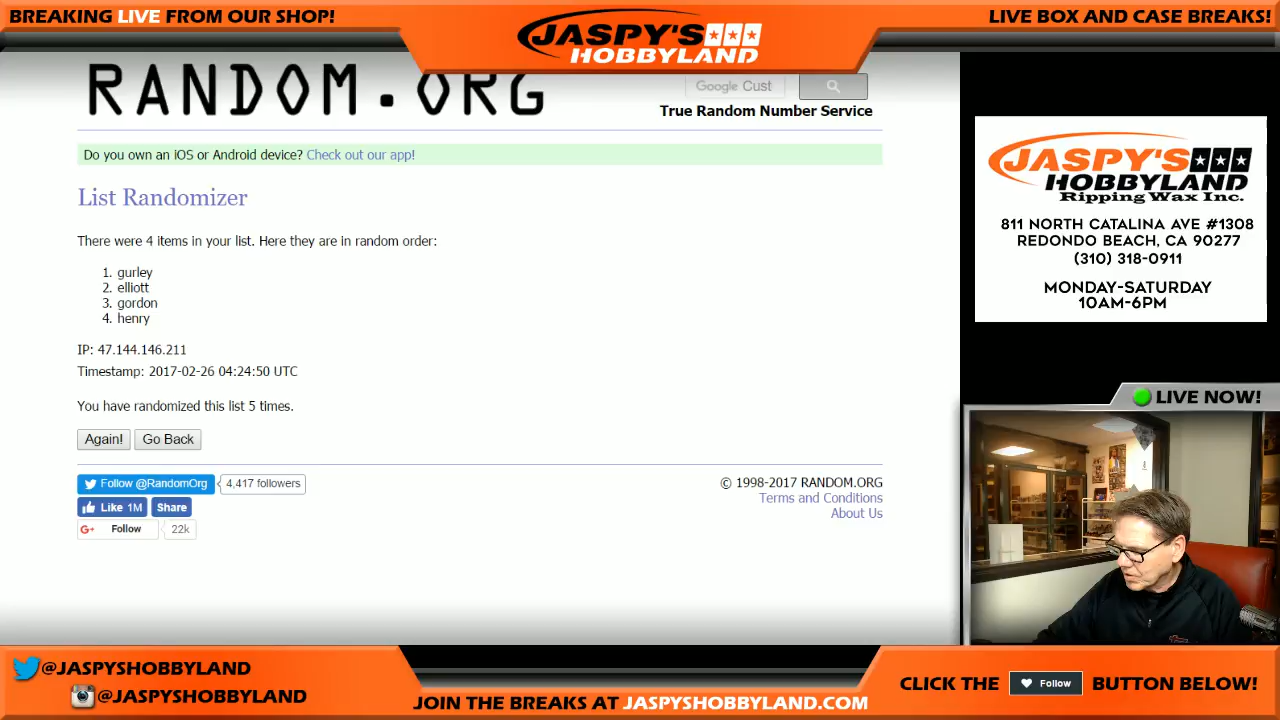 BREAKING LIVE FROM OUR SHOP!
JASPY'S
HOBBYLAND
LIVE BOX AND CASE BREAKS!
RANDOM.ORG
Google Cust
True Random Number Service
Do you own an iOS or Android device? Check out our app!
List Randomizer
There were 4 items in your list. Here they are in random order:
1. gurley
2. elliott
3. gordon
4. henry
IP: 47.144.146.211
Timestamp: 2017-02-26 04:24:50 UTC
You have randomized this list 5 times.
Again! Go Back
Follow @RandomOrg 4,417 followers
Like 1M Share
G+ Follow 22k
© 1998-2017 RANDOM.ORG
Terms and Conditions
About Us
JASPY'S
HOBBYLAND
Ripping Wax Inc.
811 NORTH CATALINA AVE #1308
REDONDO BEACH, CA 90277
(310) 318-0911
MONDAY-SATURDAY
10AM-6PM
LIVE NOW!
@JASPYSHOBBYLAND
@JASPYSHOBBYLAND
JOIN THE BREAKS AT JASPYSHOBBYLAND.COM
CLICK THE Follow BUTTON BELOW!